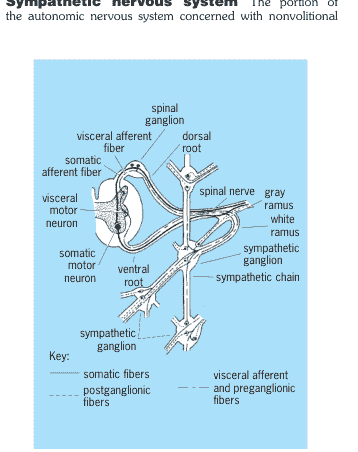 Sympathetic nervous system The portion of
the autonomic nervous system concerned with nonvolitional
spinal
ganglion
visceral afferent
fiber
dorsal
root
somatic
afferent fiber
visceral
motor
neuron
spinal nerve
gray
ramus
white
ramus
somatic
motor
neuron
ventral
root
sympathetic
ganglion
sympathetic chain
sympathetic
ganglion
Key:
somatic fibers
postganglionic
fibers
visceral afferent
and preganglionic
fibers